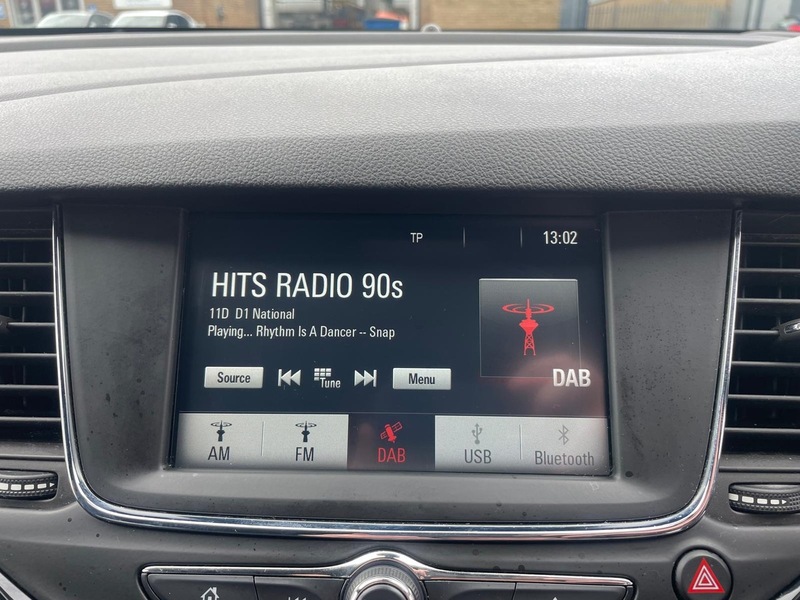 TP 13:02
HITS RADIO 90s
11D D1 National
Playing... Rhythm Is A Dancer -- Snap
Source Tune Menu
DAB
AM FM DAB USB Bluetooth